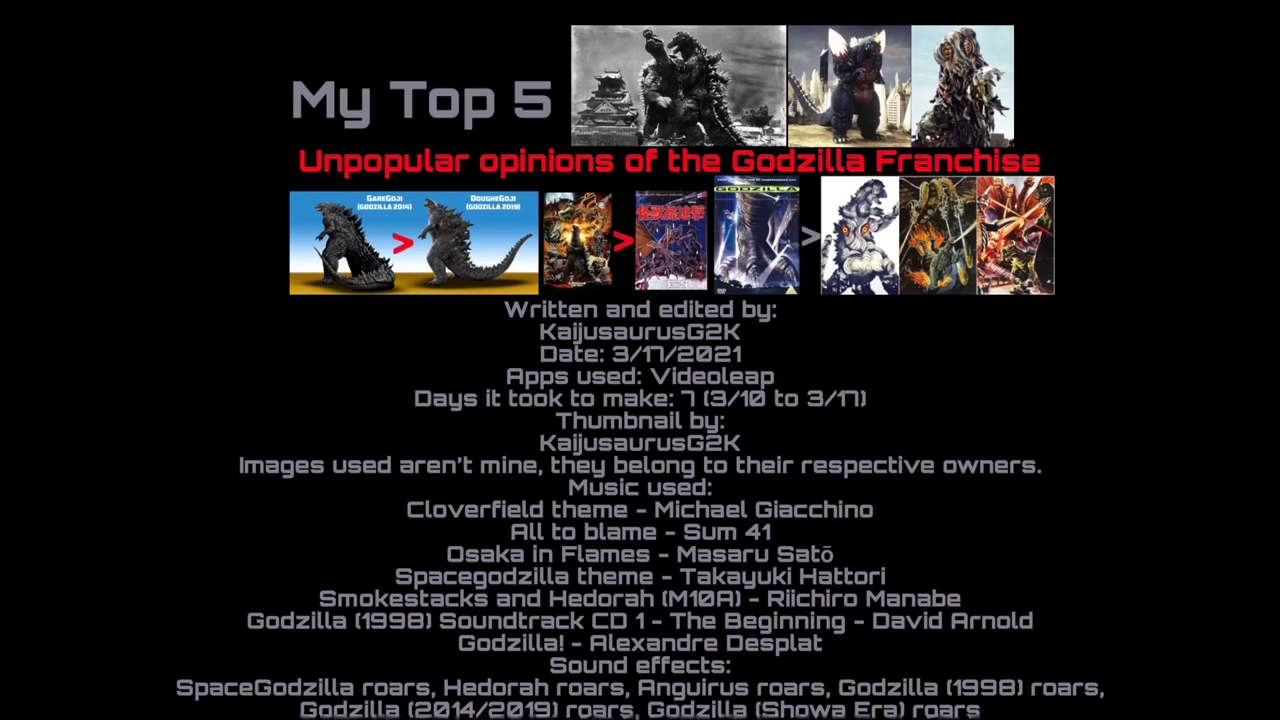 My Top 5
Unpopular opinions of the Godzilla Franchise
GareGoji
(Godzilla 2014)
>
DougheGoji
(Godzilla 2019)
>
GODZILLA
>
Written and edited by:
KaijusaurusG2K
Date: 3/17/2021
Apps used: Videoleap
Days it took to make: 7 (3/10 to 3/17)
Thumbnail by:
KaijusaurusG2K
Images used aren't mine, they belong to their respective owners.
Music used:
Cloverfield theme - Michael Giacchino
All to blame - Sum 41
Osaka in Flames - Masaru Satō
Spacegodzilla theme - Takayuki Hattori
Smokestacks and Hedorah (M10A) - Riichiro Manabe
Godzilla (1998) Soundtrack CD 1 - The Beginning - David Arnold
Godzilla! - Alexandre Desplat
Sound effects:
SpaceGodzilla roars, Hedorah roars, Anguirus roars, Godzilla (1998) roars,
Godzilla (2014/2019) roars, Godzilla (Showa Era) roars